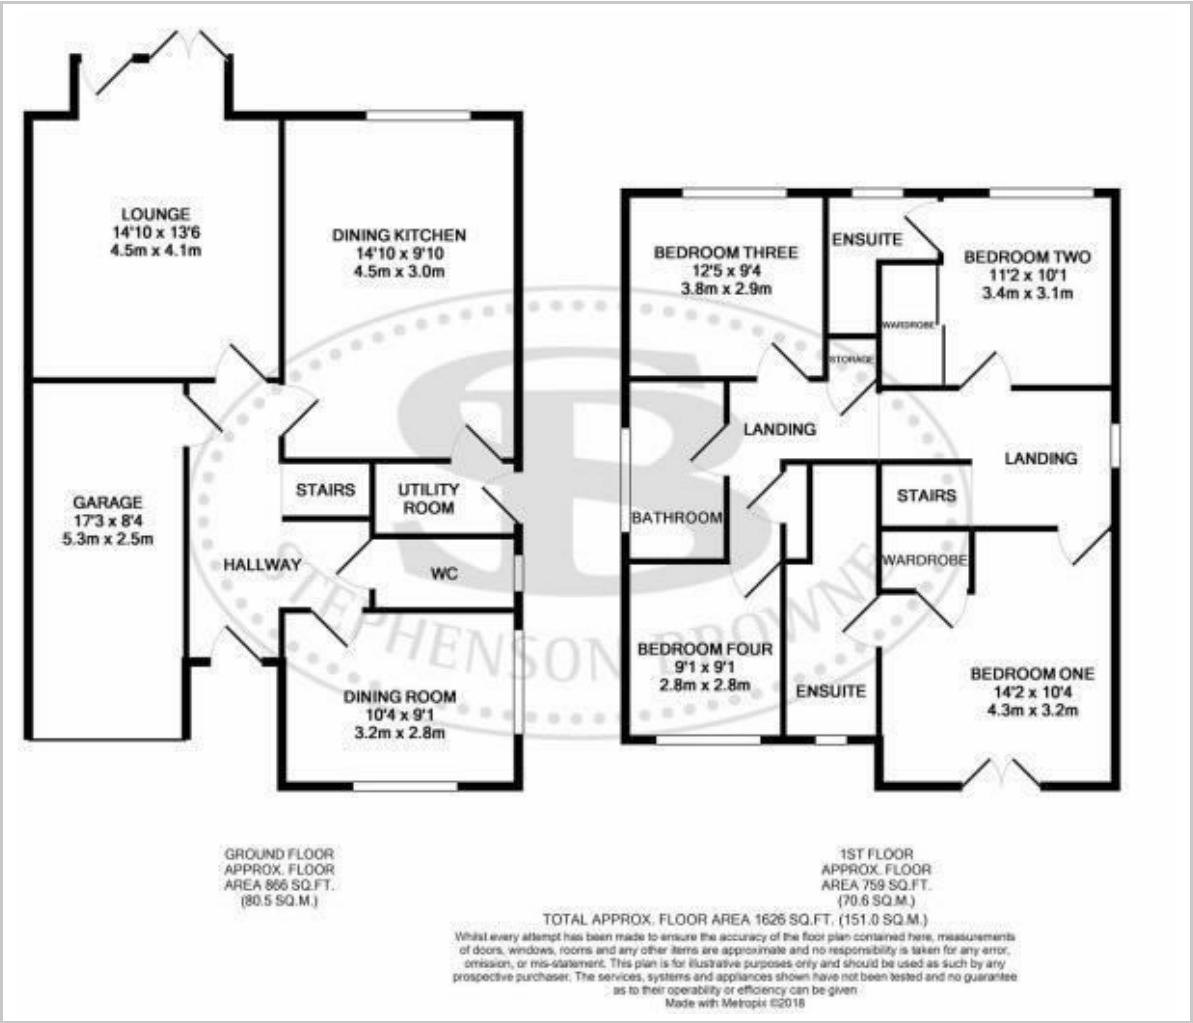 LOUNGE
14'10 x 13'6
4.5m x 4.1m
DINING KITCHEN
14'10 x 9'10
4.5m x 3.0m
GARAGE
17'3 x 8'4
5.3m x 2.5m
STAIRS
UTILITY
ROOM
HALLWAY
WC
DINING ROOM
10'4 x 9'1
3.2m x 2.8m
BEDROOM THREE
12'5 x 9'4
3.8m x 2.9m
ENSUITE
BEDROOM TWO
11'2 x 10'1
3.4m x 3.1m
WARDROBE
STORAGE
LANDING
LANDING
STAIRS
BATHROOM
WARDROBE
BEDROOM FOUR
9'1 x 9'1
2.8m x 2.8m
ENSUITE
BEDROOM ONE
14'2 x 10'4
4.3m x 3.2m
SB
STEPHENSON BROWNE
GROUND FLOOR
APPROX. FLOOR
AREA 866 SQ.FT.
(80.5 SQ.M.)
1ST FLOOR
APPROX. FLOOR
AREA 759 SQ.FT.
(70.6 SQ.M.)
TOTAL APPROX. FLOOR AREA 1626 SQ.FT. (151.0 SQ.M.)
Whilst every attempt has been made to ensure the accuracy of the floor plan contained here, measurements
of doors, windows, rooms and any other items are approximate and no responsibility is taken for any error,
omission, or mis-statement. This plan is for illustrative purposes only and should be used as such by any
prospective purchaser. The services, systems and appliances shown have not been tested and no guarantee
as to their operability or efficiency can be given
Made with Metropix ©2018